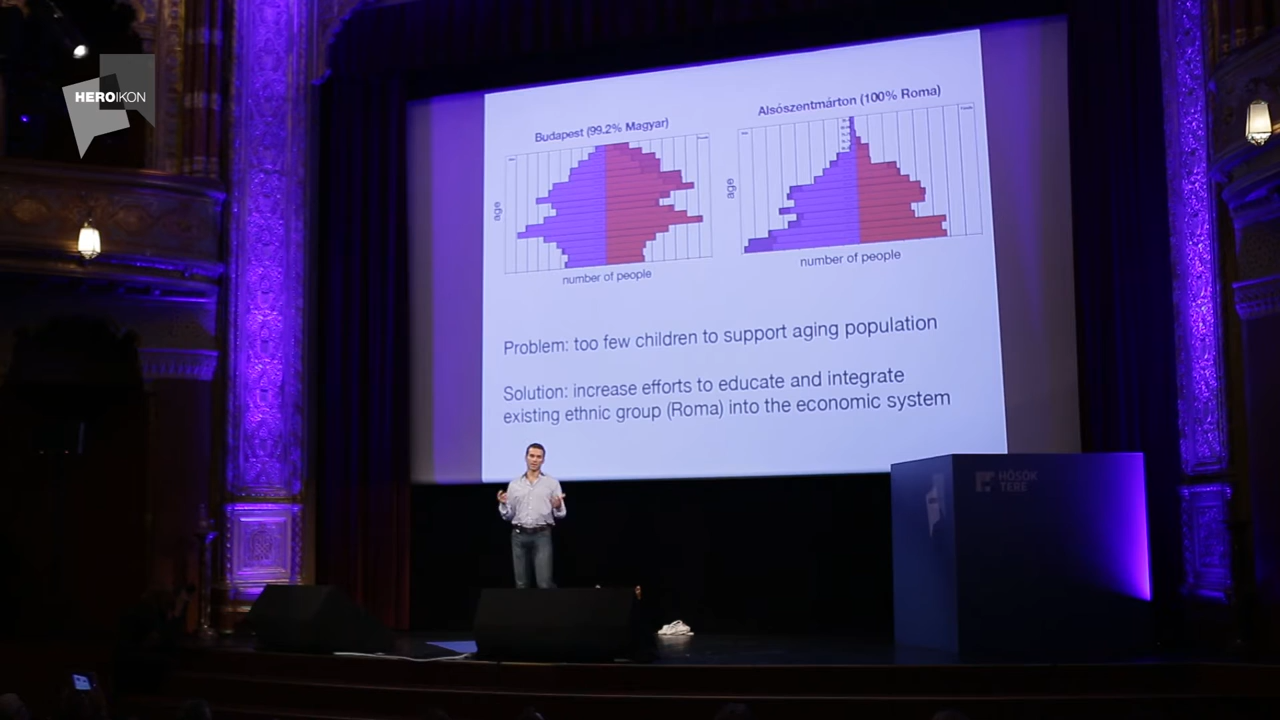 HEROIKON
Budapest (99.2% Magyar)
Alsószentmárton (100% Roma)
age
age
number of people
number of people
Problem: too few children to support aging population
Solution: increase efforts to educate and integrate
existing ethnic group (Roma) into the economic system
HŐSÖK
TERE